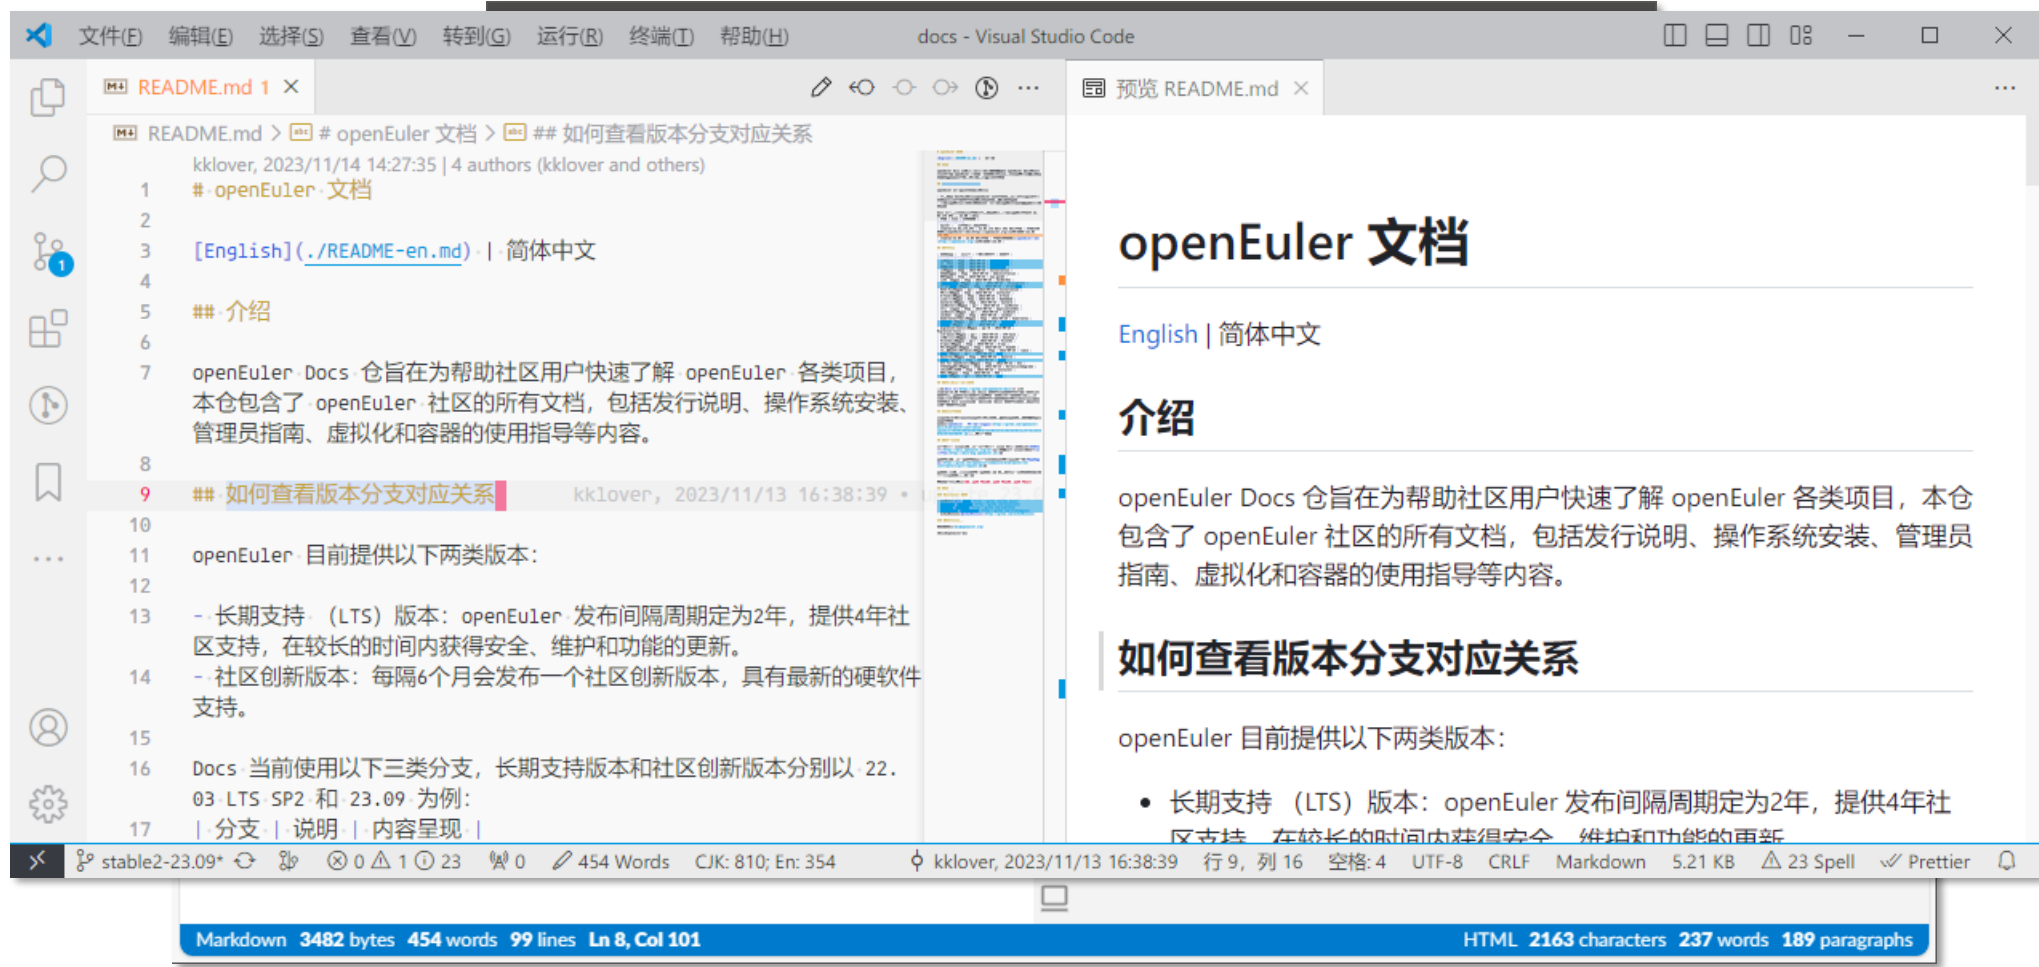 文件(F) 编辑(E) 选择(S) 查看(V) 转到(G) 运行(R) 终端(T) 帮助(H) docs - Visual Studio Code
README.md 1
README.md > # openEuler 文档 > ## 如何查看版本分支对应关系
kklover, 2023/11/14 14:27:35 | 4 authors (kklover and others)
1 # openEuler 文档
2
3 [English](./README-en.md) | 简体中文
4
5 ## 介绍
6
7 openEuler Docs 仓旨在为帮助社区用户快速了解 openEuler 各类项目，
本仓包含了 openEuler 社区的所有文档，包括发行说明、操作系统安装、
管理员指南、虚拟化和容器的使用指导等内容。
8
9 ## 如何查看版本分支对应关系 kklover, 2023/11/13 16:38:39 •
10
11 openEuler 目前提供以下两类版本：
12
13 - 长期支持 （LTS）版本：openEuler 发布间隔周期定为2年，提供4年社
区支持，在较长的时间内获得安全、维护和功能的更新。
14 - 社区创新版本：每隔6个月会发布一个社区创新版本，具有最新的硬软件
支持。
15
16 Docs 当前使用以下三类分支，长期支持版本和社区创新版本分别以 22.
03 LTS SP2 和 23.09 为例：
17 | 分支 | 说明 | 内容呈现 |
预览 README.md
openEuler 文档
English | 简体中文
介绍
openEuler Docs 仓旨在为帮助社区用户快速了解 openEuler 各类项目，本仓
包含了 openEuler 社区的所有文档，包括发行说明、操作系统安装、管理员
指南、虚拟化和容器的使用指导等内容。
如何查看版本分支对应关系
openEuler 目前提供以下两类版本：
• 长期支持 （LTS）版本：openEuler 发布间隔周期定为2年，提供4年社
区支持，在较长的时间内获得安全、维护和功能的更新
1
stable2-23.09* 0 1 23 0 454 Words CJK: 810; En: 354 kklover, 2023/11/13 16:38:39 行 9，列 16 空格: 4 UTF-8 CRLF Markdown 5.21 KB 23 Spell Prettier
Markdown 3482 bytes 454 words 99 lines Ln 8, Col 101 HTML 2163 characters 237 words 189 paragraphs